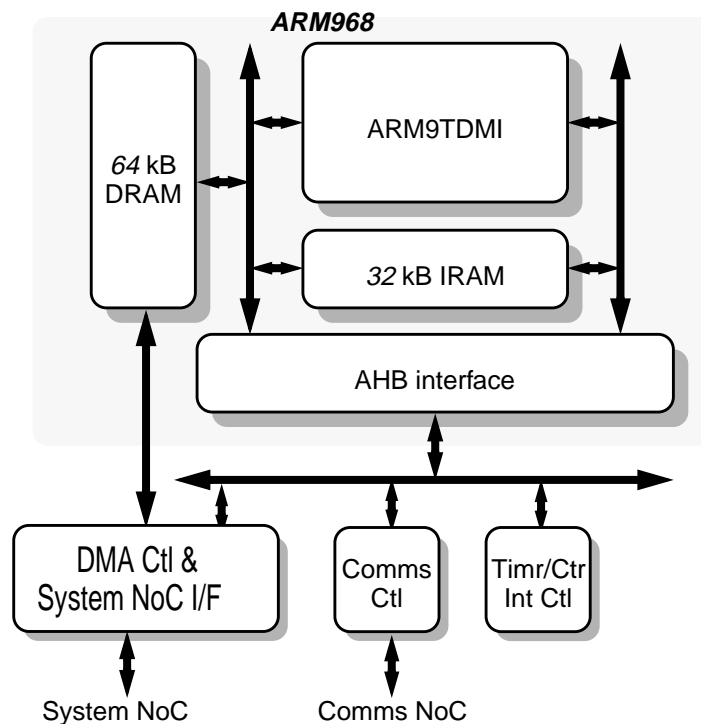 ARM968
64 kB
DRAM
ARM9TDMI
32 kB IRAM
AHB interface
DMA Ctl &
System NoC I/F
Comms
Ctl
Timr/Ctr
Int Ctl
System NoC
Comms NoC